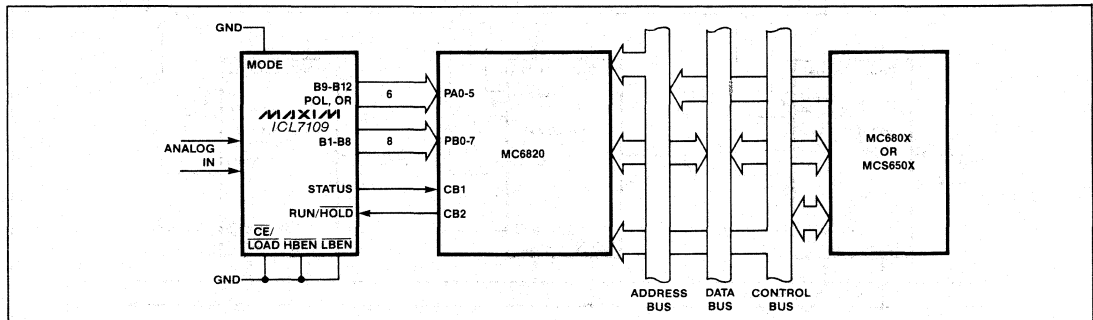 GND
MODE
B9-B12
POL, OR
6
PA0-5
MAXIM
ICL7109
B1-B8
8
PB0-7
MC6820
MC680X
OR
MCS650X
ANALOG
IN
STATUS
CB1
RUN/HOLD
CB2
CE/
LOAD HBEN LBEN
GND
ADDRESS
BUS
DATA
BUS
CONTROL
BUS